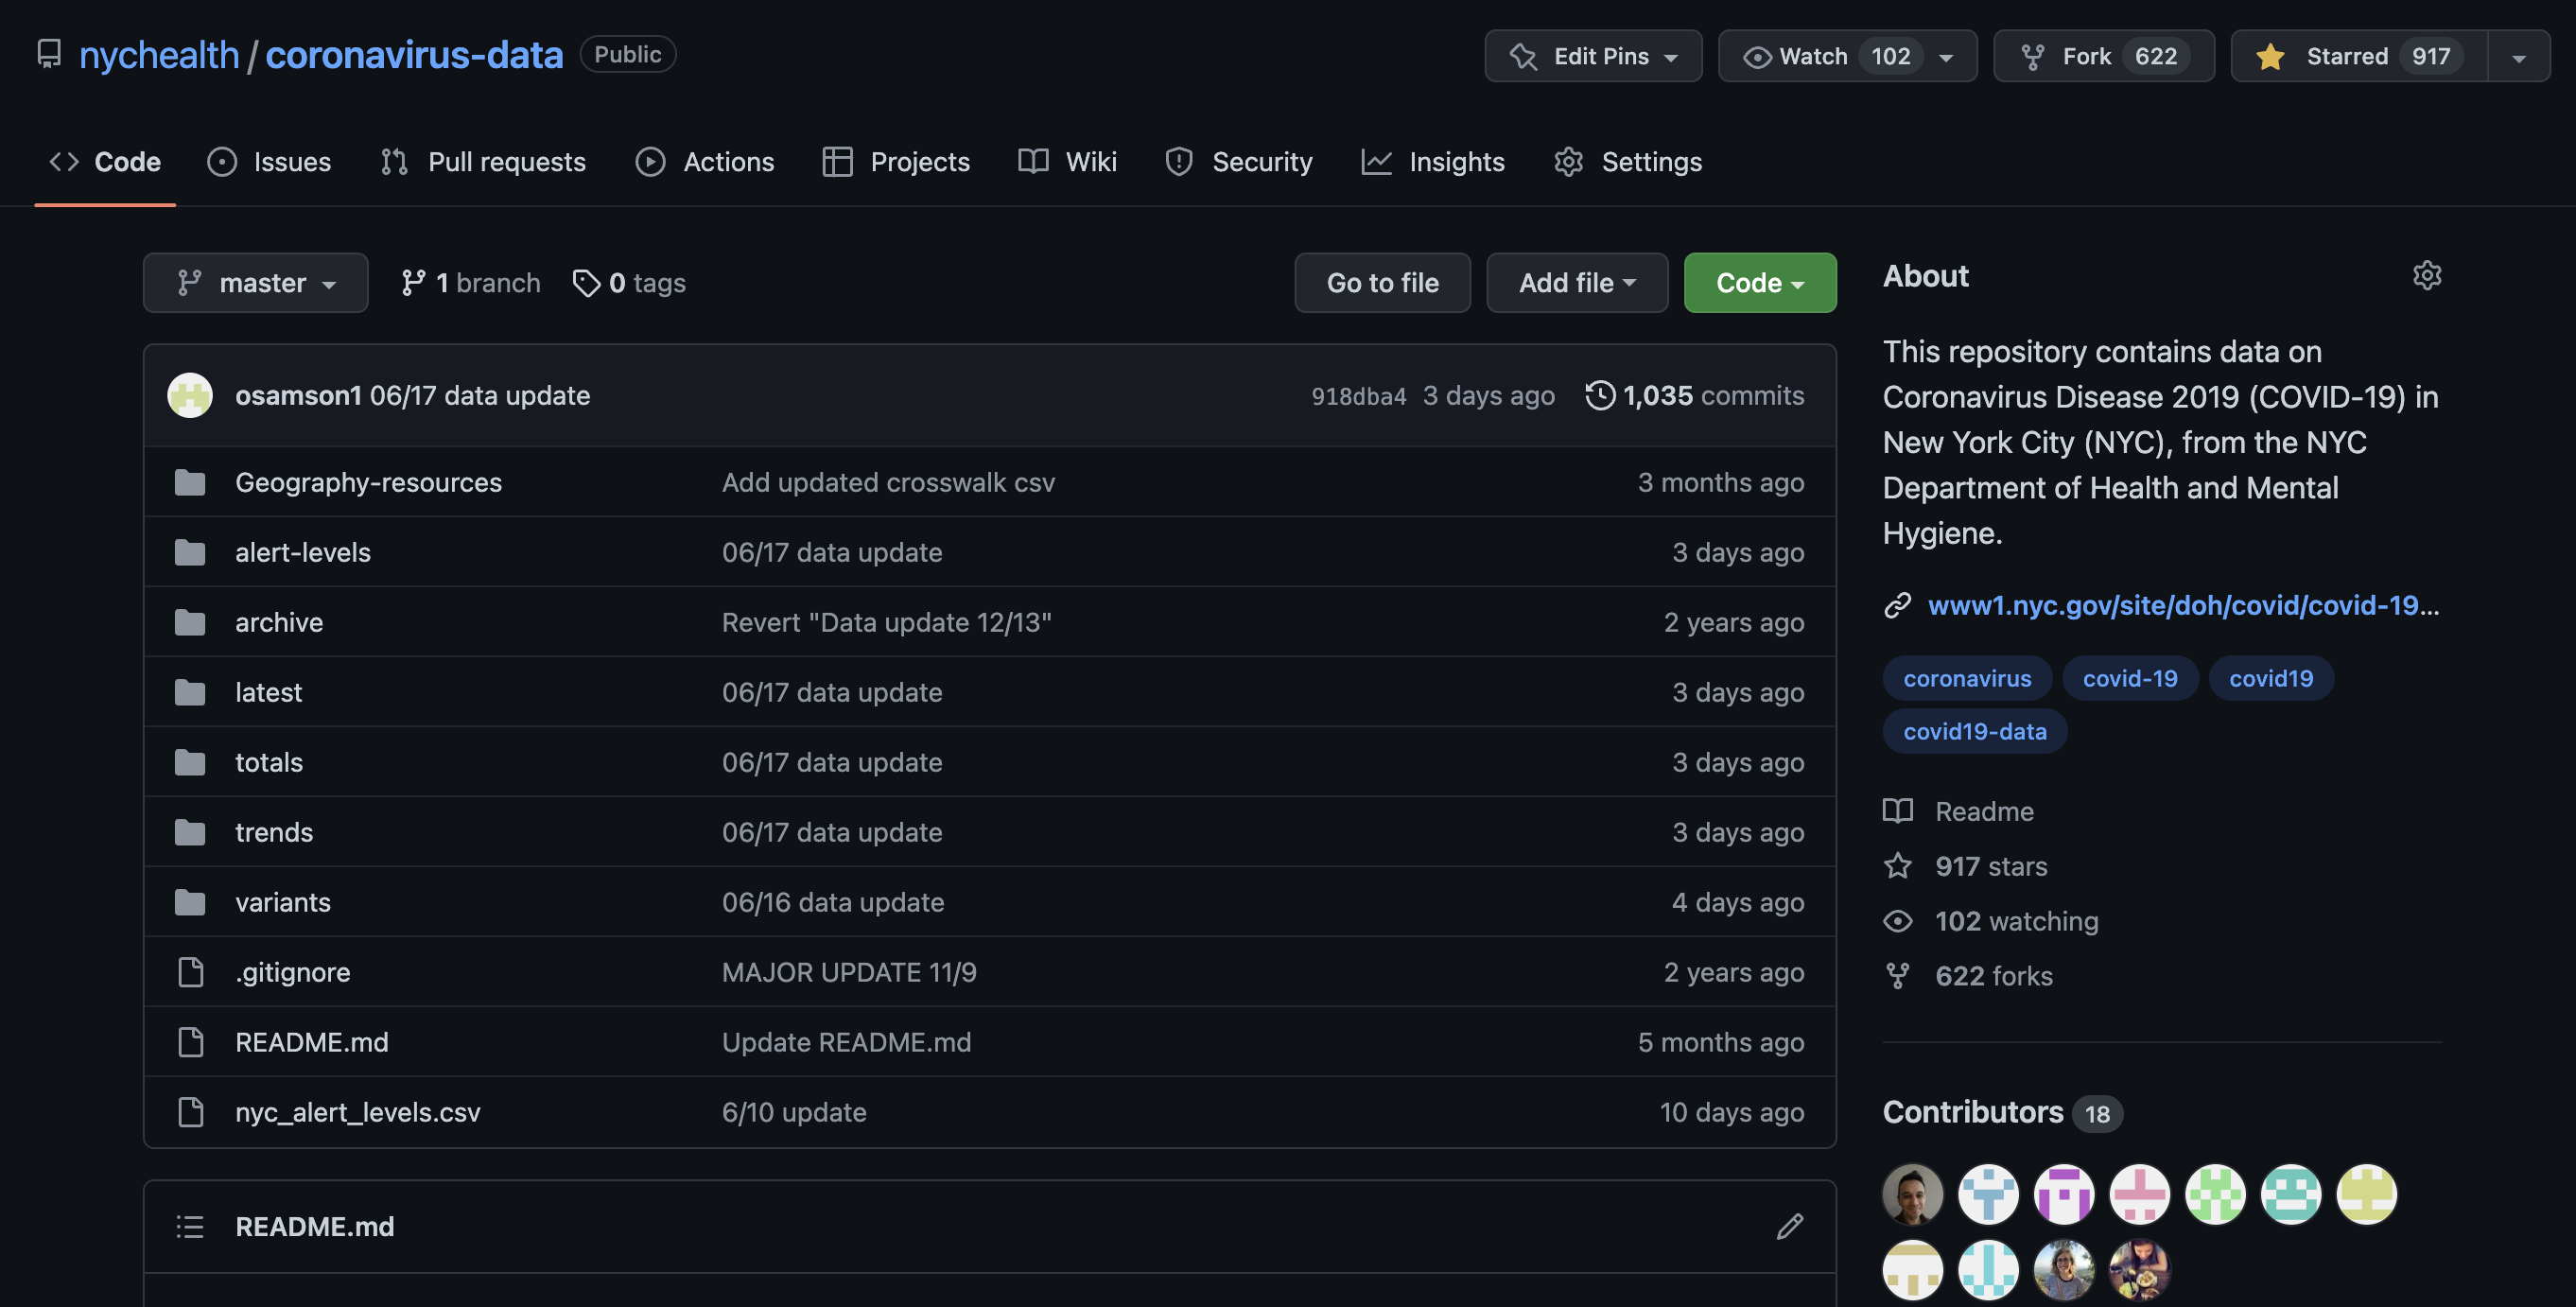 nychealth / coronavirus-data Public
Edit Pins Watch 102 Fork 622 Starred 917
Code Issues Pull requests Actions Projects Wiki Security Insights Settings
master 1 branch 0 tags Go to file Add file Code
osamson1 06/17 data update 918dba4 3 days ago 1,035 commits
Geography-resources Add updated crosswalk csv 3 months ago
alert-levels 06/17 data update 3 days ago
archive Revert "Data update 12/13" 2 years ago
latest 06/17 data update 3 days ago
totals 06/17 data update 3 days ago
trends 06/17 data update 3 days ago
variants 06/16 data update 4 days ago
.gitignore MAJOR UPDATE 11/9 2 years ago
README.md Update README.md 5 months ago
nyc_alert_levels.csv 6/10 update 10 days ago
README.md
About
This repository contains data on
Coronavirus Disease 2019 (COVID-19) in
New York City (NYC), from the NYC
Department of Health and Mental
Hygiene.
www1.nyc.gov/site/doh/covid/covid-19...
coronavirus covid-19 covid19
covid19-data
Readme
917 stars
102 watching
622 forks
Contributors 18